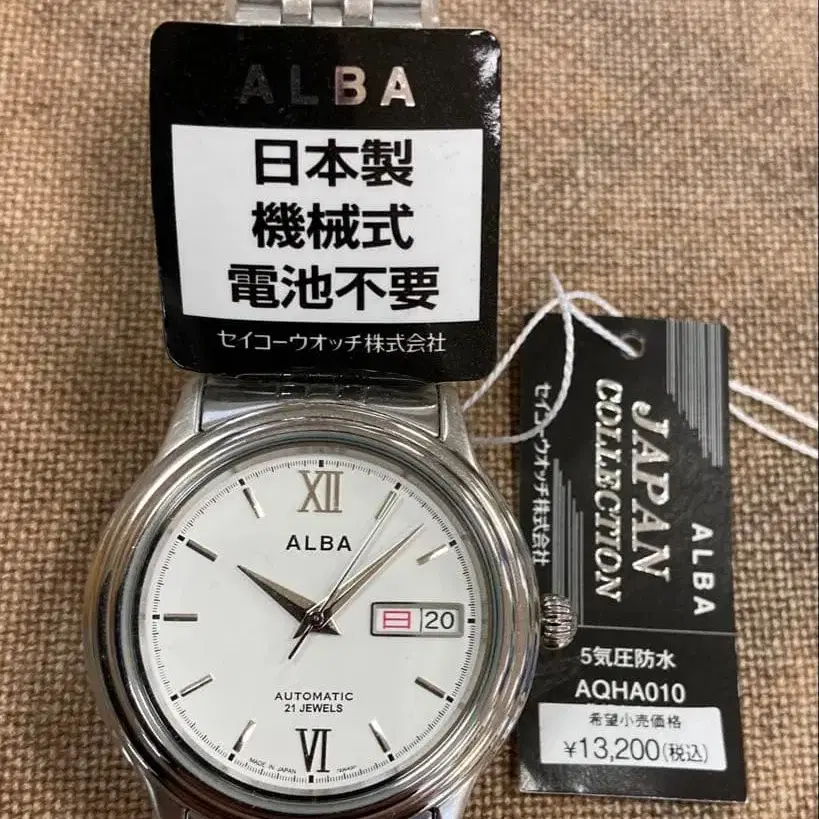 ALBA
日本製
機械式
電池不要
セイコーウオッチ株式会社
XII
ALBA
日 20
AUTOMATIC
21 JEWELS
VI
MADE IN JAPAN
ALBA
JAPAN
COLLECTION
セイコーウオッチ株式会社
5気圧防水
AQHA010
希望小売価格
¥13,200(税込)